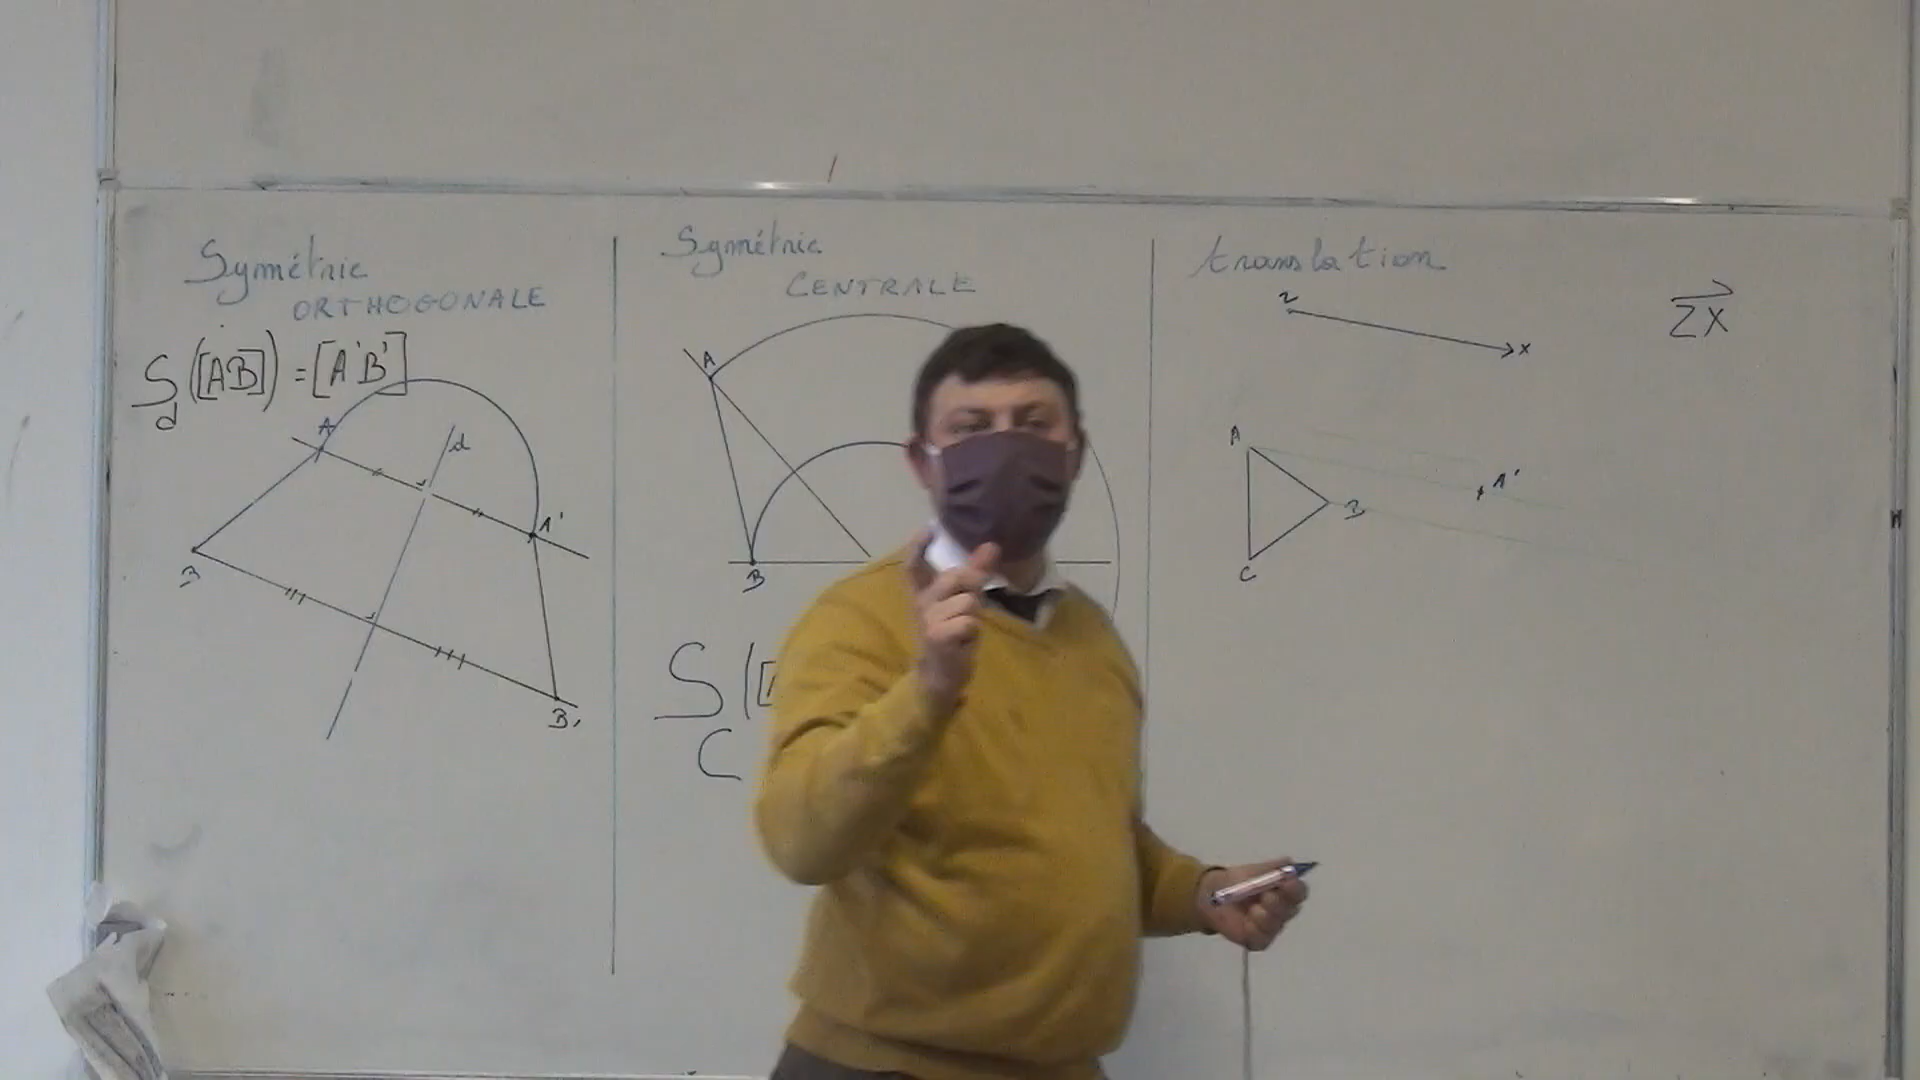 Symétrie
ORTHOGONALE
S ([AB]) = [A'B']
d
A
d
A'
B
B'
Symétrie
CENTRALE
A
B
S ([
C
translation
Z
X
ZX
A
A'
B
C